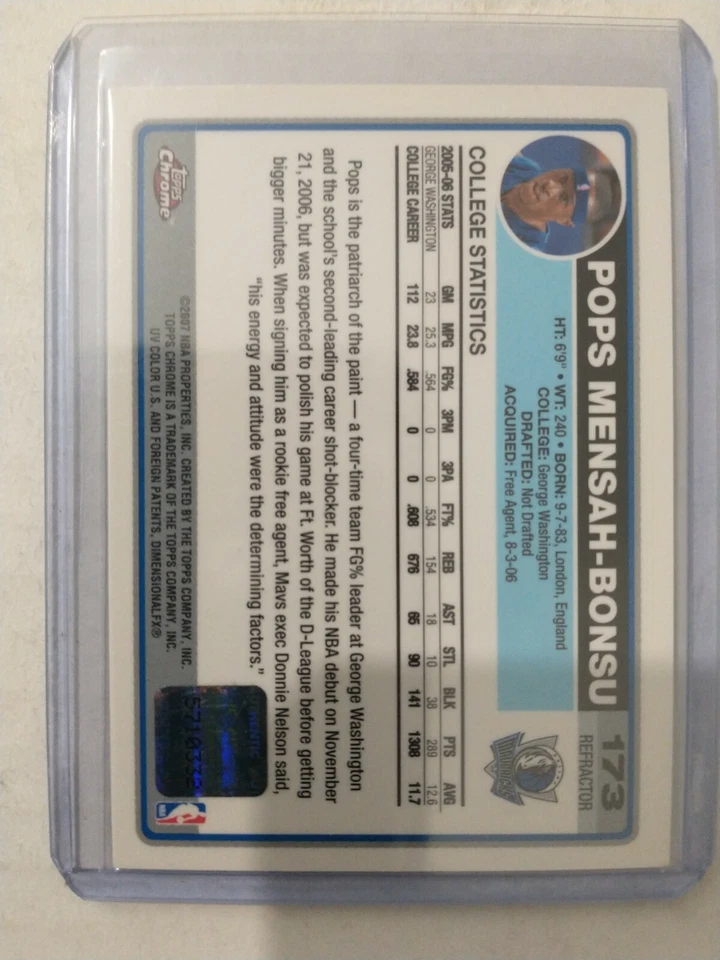 POPS MENSAH-BONSU
173
REFRACTOR
HT: 6'9" • WT: 240 • BORN: 9-7-83, London, England
COLLEGE: George Washington
DRAFTED: Not Drafted
ACQUIRED: Free Agent, 8-3-06
COLLEGE STATISTICS
2005-06 STATS GM MPG FG% 3PM 3PA FT% REB AST STL BLK PTS AVG
GEORGE WASHINGTON 23 25.3 .564 0 0 .534 154 18 10 38 289 12.6
COLLEGE CAREER 112 23.8 .584 0 0 .608 676 65 90 141 1308 11.7
Pops is the patriarch of the paint — a four-time team FG% leader at George Washington
and the school's second-leading career shot-blocker. He made his NBA debut on November
21, 2006, but was expected to polish his game at Ft. Worth of the D-League before getting
bigger minutes. When signing him as a rookie free agent, Mavs exec Donnie Nelson said,
"his energy and attitude were the determining factors."
Topps
Chrome
©2007 NBA PROPERTIES, INC. CREATED BY THE TOPPS COMPANY, INC.
TOPPS CHROME IS A TRADEMARK OF THE TOPPS COMPANY, INC.
UV COLOR U.S. AND FOREIGN PATENTS, DIMENSIONALFX®
NBA